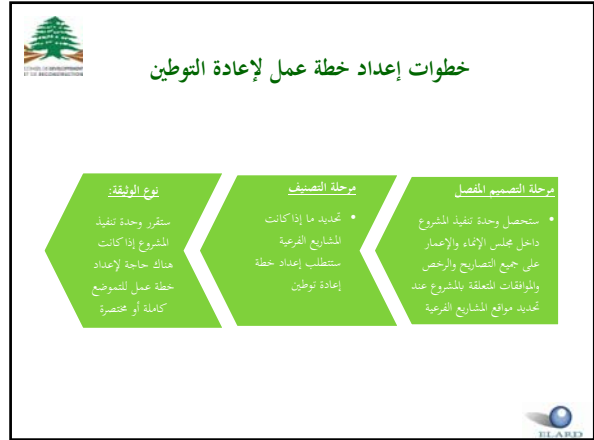 خطوات إعداد خطة عمل لإعادة التوطين
مرحلة التصميم المفصل
• ستحصل وحدة تنفيذ المشروع
داخل مجلس الإنماء والإعمار
على جميع التصاريح والرخص
والموافقات المتعلقة بالمشروع عند
تحديد مواقع المشاريع الفرعية
مرحلة التصنيف
• تحديد ما إذا كانت
المشاريع الفرعية
ستتطلب إعداد خطة
إعادة توطين
نوع الوثيقة:
ستقرر وحدة تنفيذ
المشروع إذا كانت
هناك حاجة لإعداد
خطة عمل للتموضع
كاملة أو مختصرة
ELARD